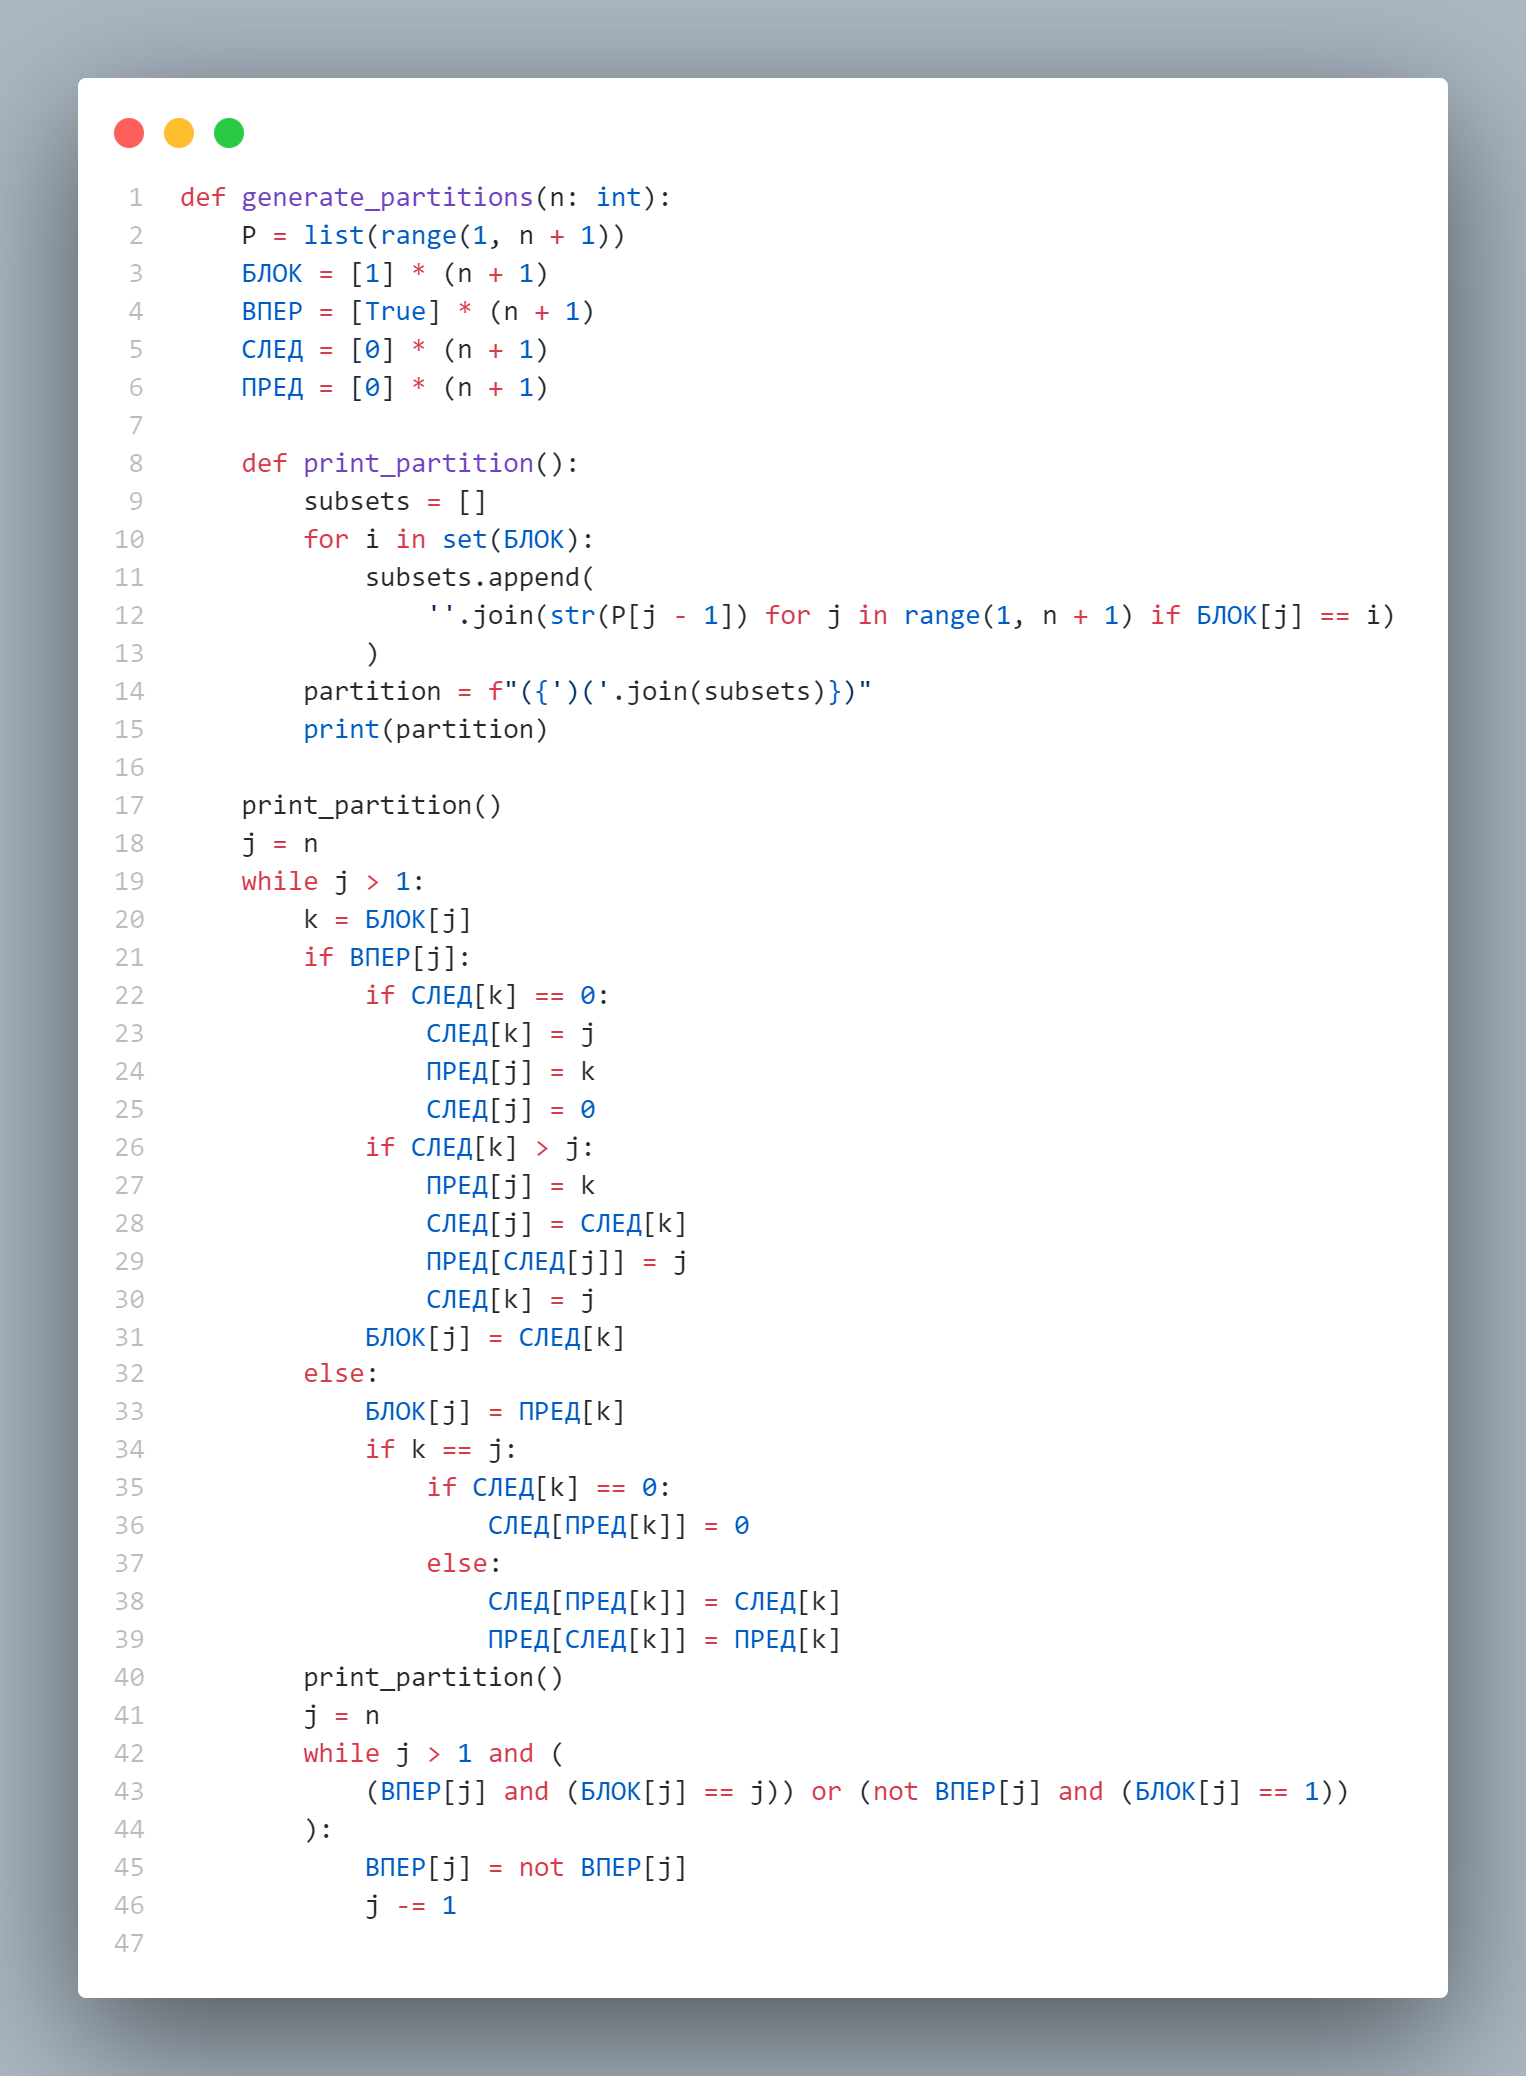 1 def generate_partitions(n: int):
2     P = list(range(1, n + 1))
3     БЛОК = [1] * (n + 1)
4     ВПЕР = [True] * (n + 1)
5     СЛЕД = [0] * (n + 1)
6     ПРЕД = [0] * (n + 1)
7
8     def print_partition():
9         subsets = []
10         for i in set(БЛОК):
11             subsets.append(
12                 ''.join(str(P[j - 1]) for j in range(1, n + 1) if БЛОК[j] == i)
13             )
14         partition = f"({')('.join(subsets)})"
15         print(partition)
16
17     print_partition()
18     j = n
19     while j > 1:
20         k = БЛОК[j]
21         if ВПЕР[j]:
22             if СЛЕД[k] == 0:
23                 СЛЕД[k] = j
24                 ПРЕД[j] = k
25                 СЛЕД[j] = 0
26             if СЛЕД[k] > j:
27                 ПРЕД[j] = k
28                 СЛЕД[j] = СЛЕД[k]
29                 ПРЕД[СЛЕД[j]] = j
30                 СЛЕД[k] = j
31             БЛОК[j] = СЛЕД[k]
32         else:
33             БЛОК[j] = ПРЕД[k]
34             if k == j:
35                 if СЛЕД[k] == 0:
36                     СЛЕД[ПРЕД[k]] = 0
37                 else:
38                     СЛЕД[ПРЕД[k]] = СЛЕД[k]
39                     ПРЕД[СЛЕД[k]] = ПРЕД[k]
40         print_partition()
41         j = n
42         while j > 1 and (
43             (ВПЕР[j] and (БЛОК[j] == j)) or (not ВПЕР[j] and (БЛОК[j] == 1))
44         ):
45             ВПЕР[j] = not ВПЕР[j]
46             j -= 1
47